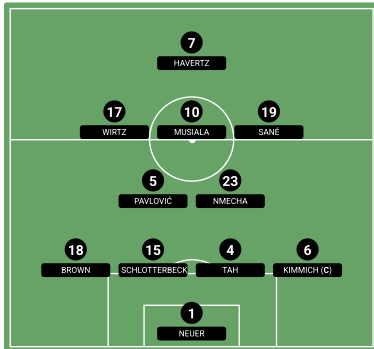 7
HAVERTZ
17 10 19
WIRTZ MUSIALA SANÉ
5 23
PAVLOVIĆ NMECHA
18 15 4 6
BROWN SCHLOTTERBECK TAH KIMMICH (C)
1
NEUER